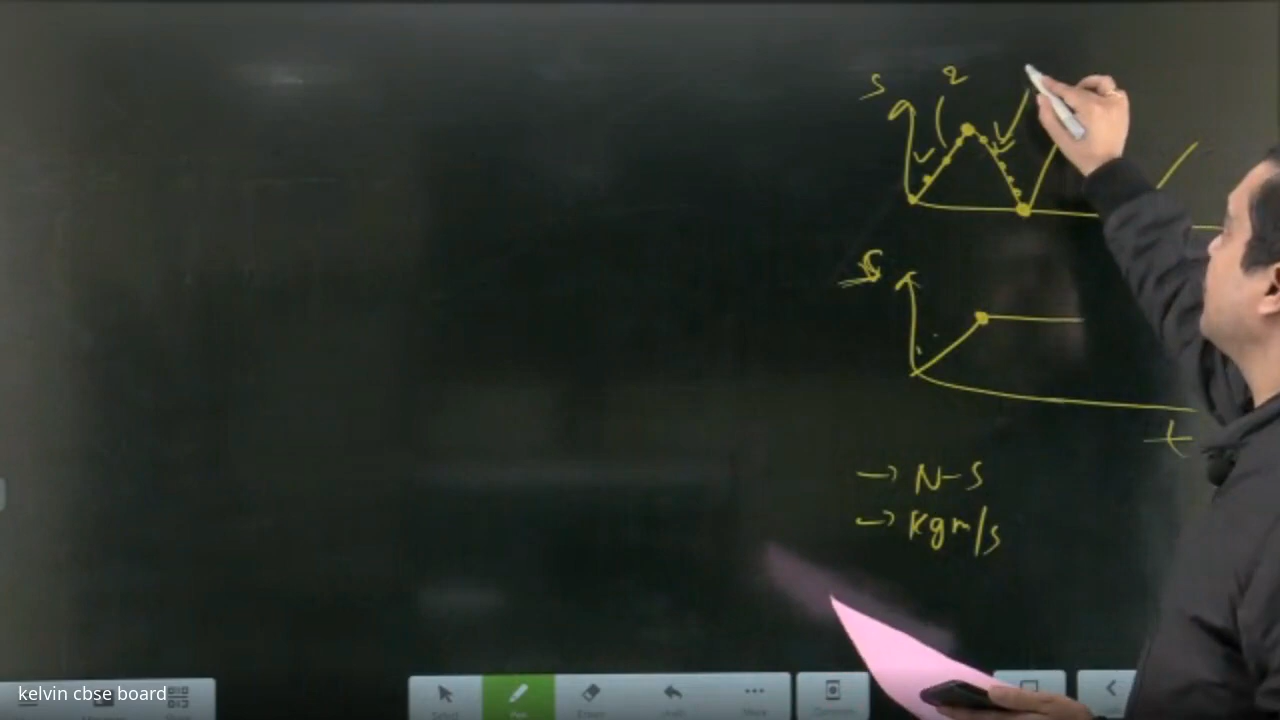 S
2
S
t
→ N-S
→ Kgm/s
kelvin cbse board